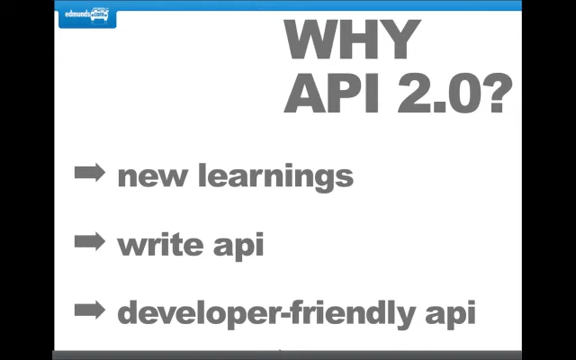 edmunds
WHY
API 2.0?
new learnings
write api
developer-friendly api